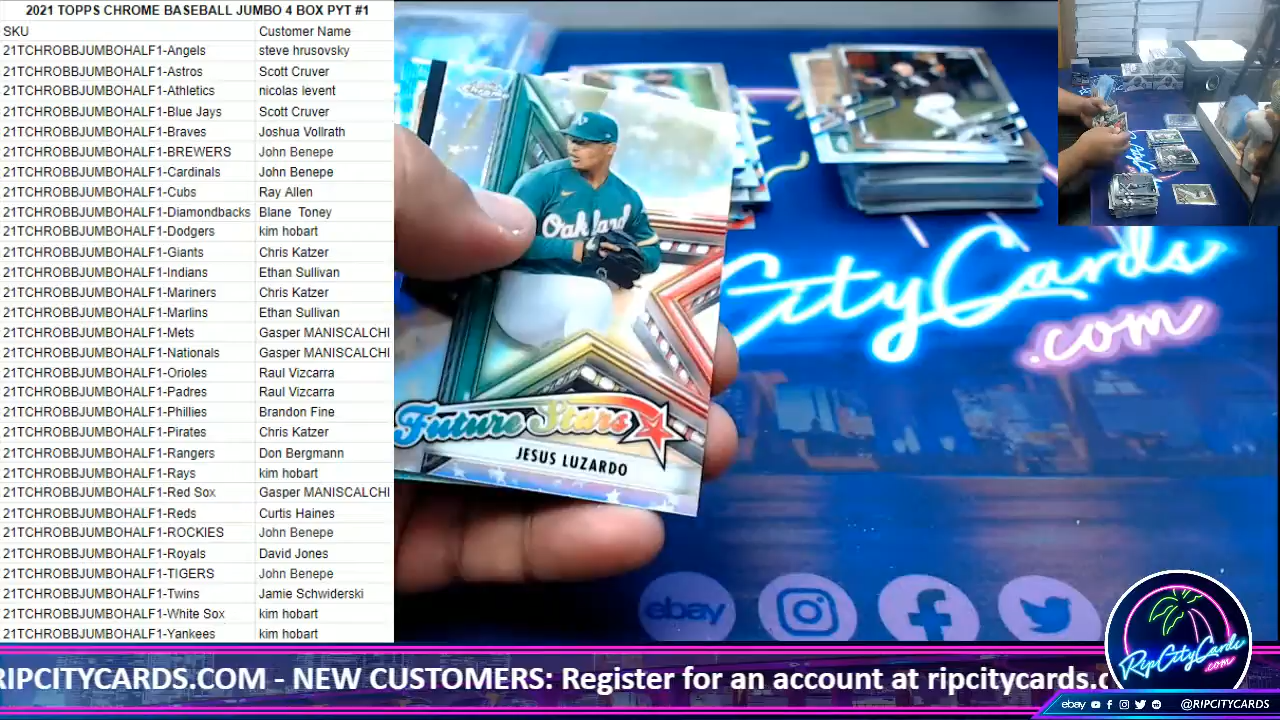 2021 TOPPS CHROME BASEBALL JUMBO 4 BOX PYT #1
SKU Customer Name
21TCHROBBJUMBOHALF1-Angels steve hrusovsky
21TCHROBBJUMBOHALF1-Astros Scott Cruver
21TCHROBBJUMBOHALF1-Athletics nicolas levent
21TCHROBBJUMBOHALF1-Blue Jays Scott Cruver
21TCHROBBJUMBOHALF1-Braves Joshua Vollrath
21TCHROBBJUMBOHALF1-BREWERS John Benepe
21TCHROBBJUMBOHALF1-Cardinals John Benepe
21TCHROBBJUMBOHALF1-Cubs Ray Allen
21TCHROBBJUMBOHALF1-Diamondbacks Blane Toney
21TCHROBBJUMBOHALF1-Dodgers kim hobart
21TCHROBBJUMBOHALF1-Giants Chris Katzer
21TCHROBBJUMBOHALF1-Indians Ethan Sullivan
21TCHROBBJUMBOHALF1-Mariners Chris Katzer
21TCHROBBJUMBOHALF1-Marlins Ethan Sullivan
21TCHROBBJUMBOHALF1-Mets Gasper MANISCALCHI
21TCHROBBJUMBOHALF1-Nationals Gasper MANISCALCHI
21TCHROBBJUMBOHALF1-Orioles Raul Vizcarra
21TCHROBBJUMBOHALF1-Padres Raul Vizcarra
21TCHROBBJUMBOHALF1-Phillies Brandon Fine
21TCHROBBJUMBOHALF1-Pirates Chris Katzer
21TCHROBBJUMBOHALF1-Rangers Don Bergmann
21TCHROBBJUMBOHALF1-Rays kim hobart
21TCHROBBJUMBOHALF1-Red Sox Gasper MANISCALCHI
21TCHROBBJUMBOHALF1-Reds Curtis Haines
21TCHROBBJUMBOHALF1-ROCKIES John Benepe
21TCHROBBJUMBOHALF1-Royals David Jones
21TCHROBBJUMBOHALF1-TIGERS John Benepe
21TCHROBBJUMBOHALF1-Twins Jamie Schwiderski
21TCHROBBJUMBOHALF1-White Sox kim hobart
21TCHROBBJUMBOHALF1-Yankees kim hobart
Oakland
Future Stars
JESUS LUZARDO
CityCards
.com
ebay
RipCityCards
.com
RIPCITYCARDS.COM - NEW CUSTOMERS: Register for an account at ripcitycards.c
ebay @RIPCITYCARDS